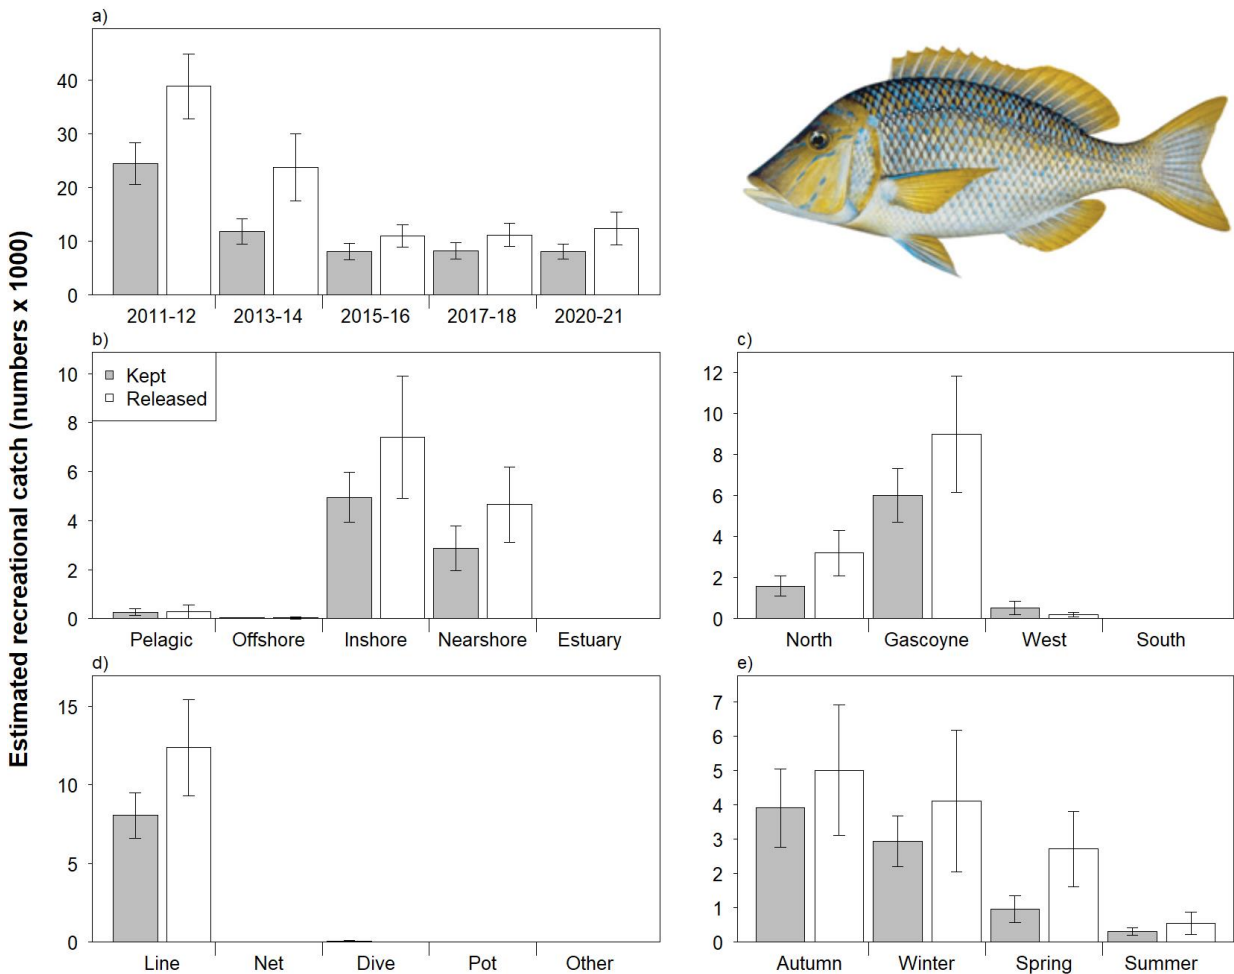 Estimated recreational catch (numbers x 1000)
a)
40
30
20
10
0
2011-12 2013-14 2015-16 2017-18 2020-21
b)
10
8
6
4
2
0
Kept
Released
Pelagic Offshore Inshore Nearshore Estuary
c)
12
10
8
6
4
2
0
North Gascoyne West South
d)
15
10
5
0
Line Net Dive Pot Other
e)
7
6
5
4
3
2
1
0
Autumn Winter Spring Summer